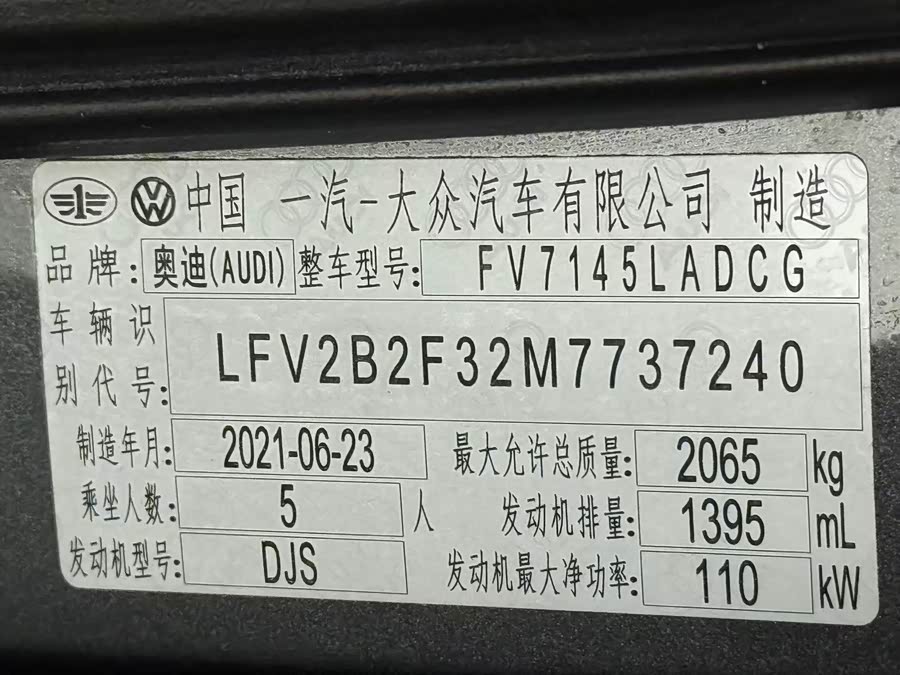 中国 一汽-大众汽车有限公司 制造
品牌: 奥迪(AUDI) 整车型号: FV7145LADCG
车辆识别代号: LFV2B2F32M7737240
制造年月: 2021-06-23 最大允许总质量: 2065 kg
乘坐人数: 5 人 发动机排量: 1395 mL
发动机型号: DJS 发动机最大净功率: 110 kW